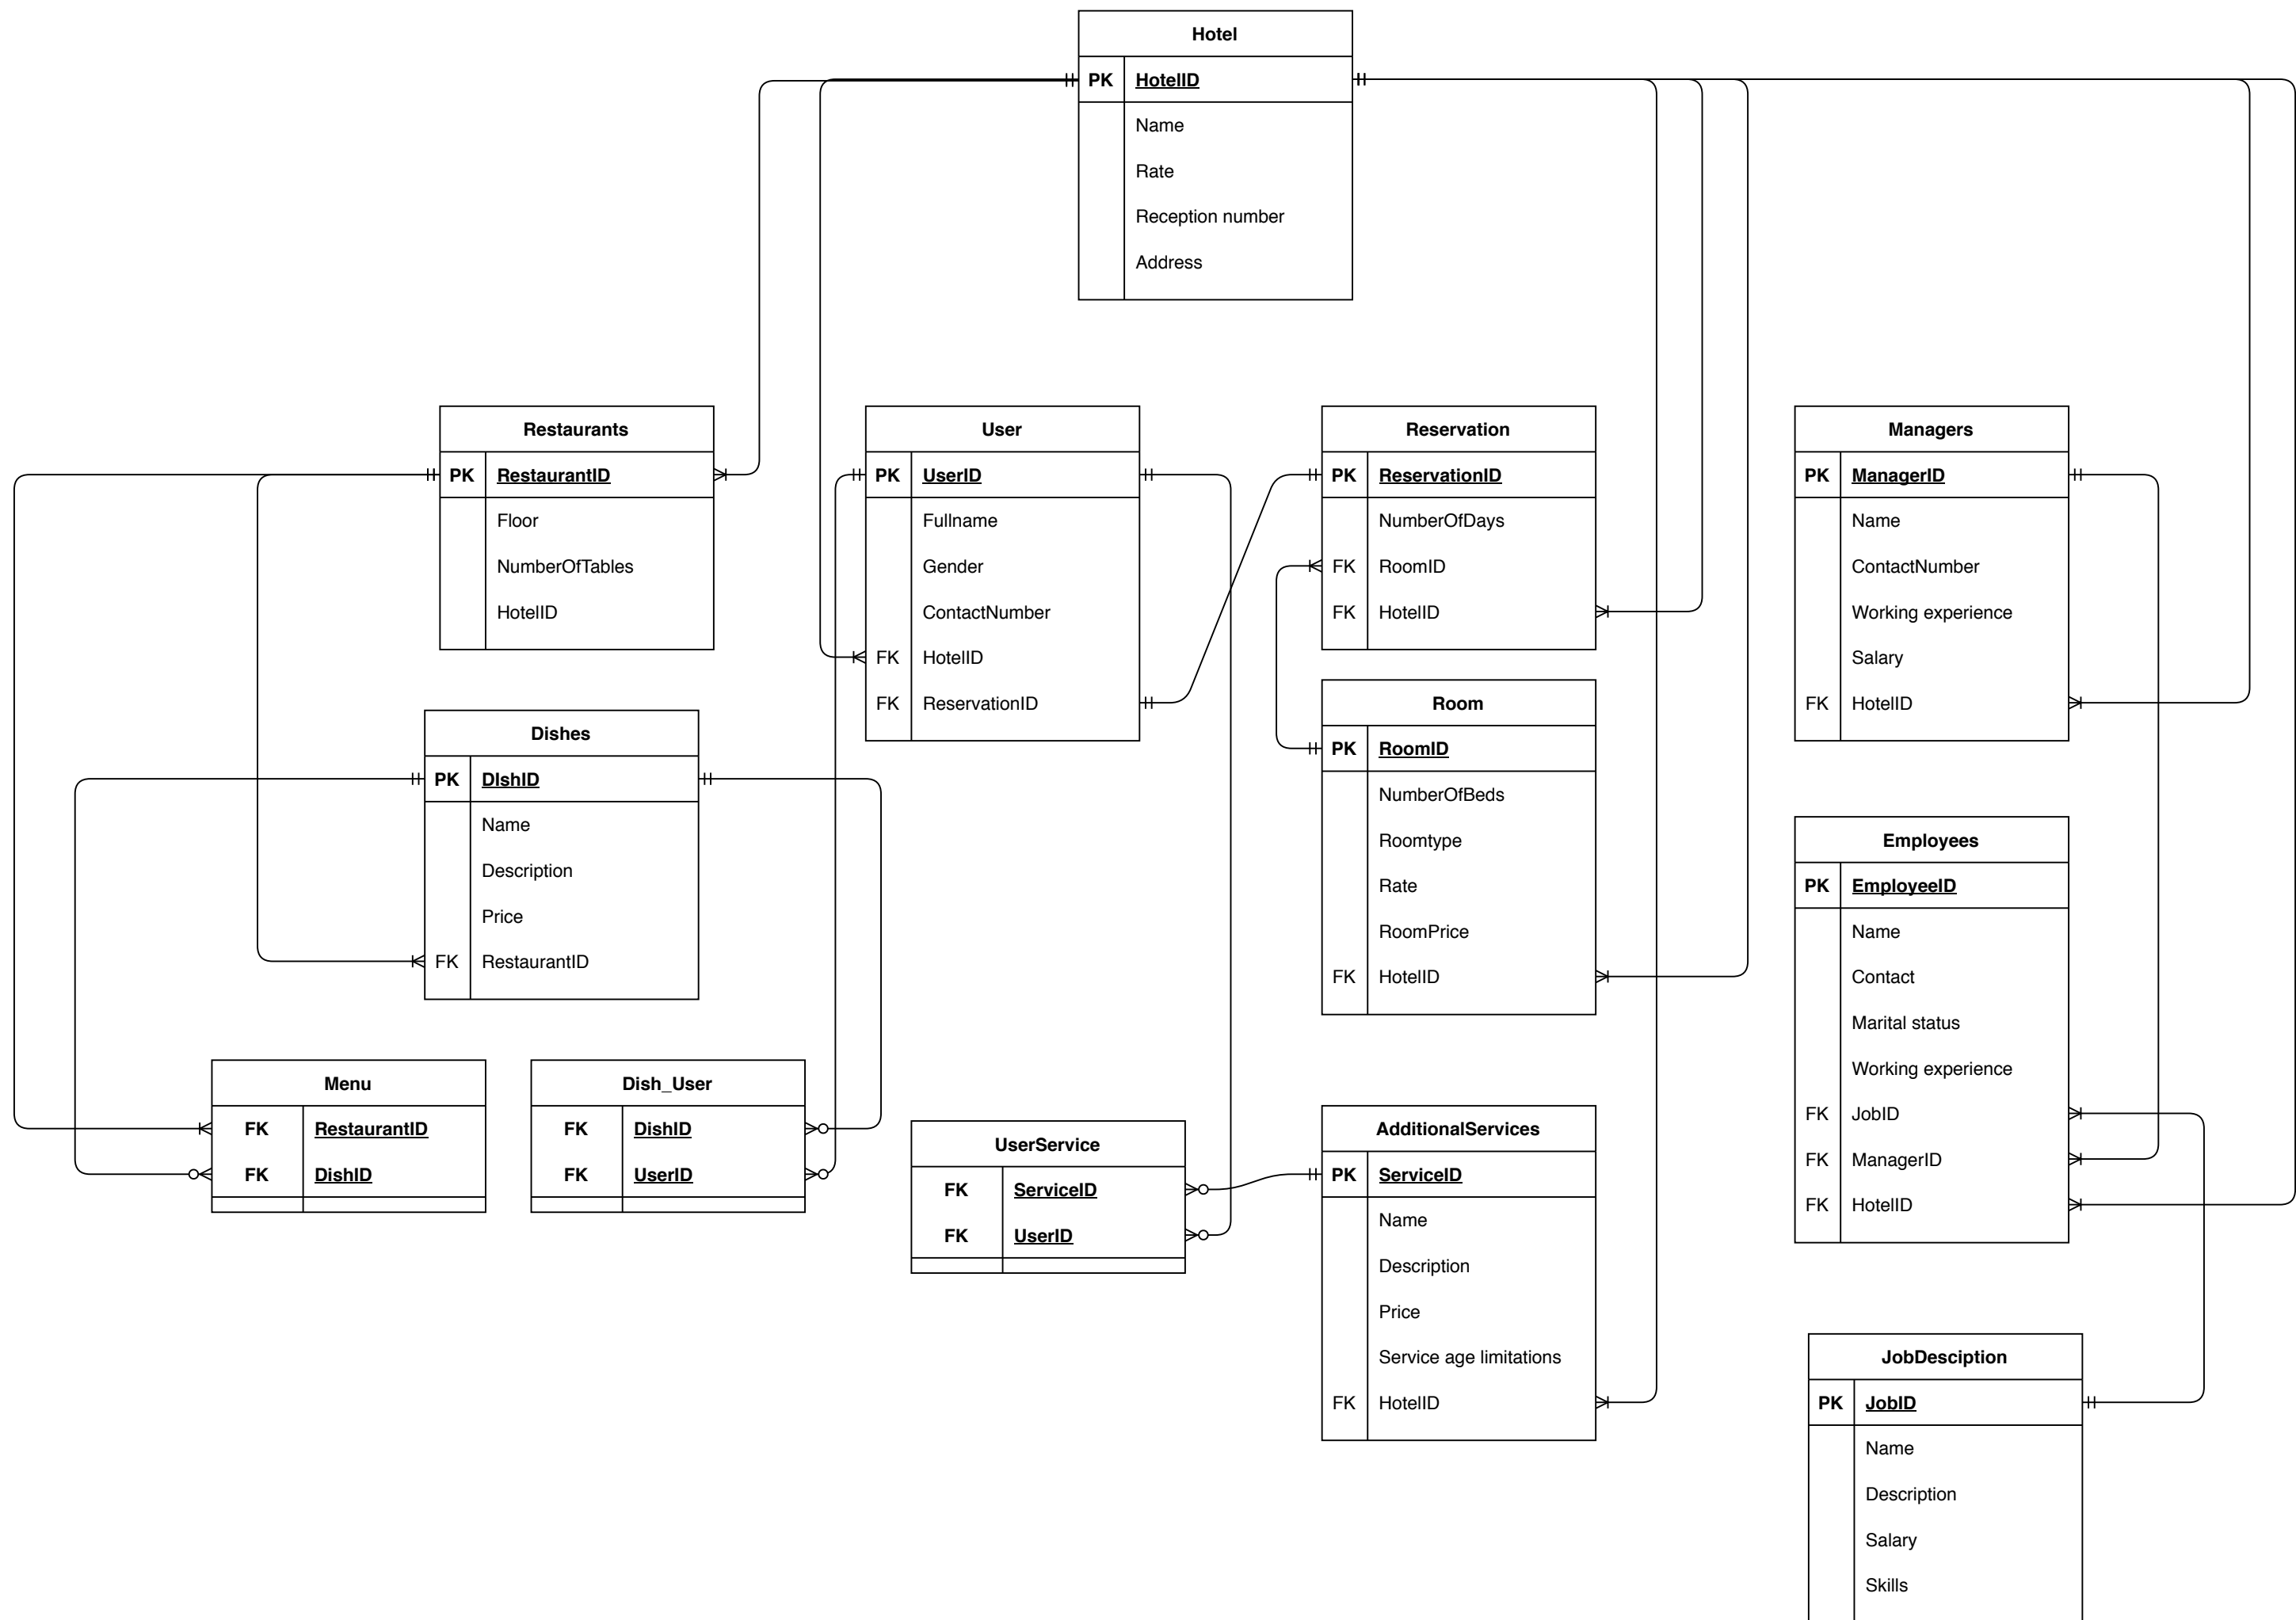 Hotel
PK HotelID
Name
Rate
Reception number
Address
Restaurants
PK RestaurantID
Floor
NumberOfTables
HotelID
User
PK UserID
Fullname
Gender
ContactNumber
FK HotelID
FK ReservationID
Reservation
PK ReservationID
NumberOfDays
FK RoomID
FK HotelID
Managers
PK ManagerID
Name
ContactNumber
Working experience
Salary
FK HotelID
Dishes
PK DIshID
Name
Description
Price
FK RestaurantID
Room
PK RoomID
NumberOfBeds
Roomtype
Rate
RoomPrice
FK HotelID
Employees
PK EmployeeID
Name
Contact
Marital status
Working experience
FK JobID
FK ManagerID
FK HotelID
Menu
FK RestaurantID
FK DishID
Dish_User
FK DishID
FK UserID
UserService
FK ServiceID
FK UserID
AdditionalServices
PK ServiceID
Name
Description
Price
Service age limitations
FK HotelID
JobDesciption
PK JobID
Name
Description
Salary
Skills